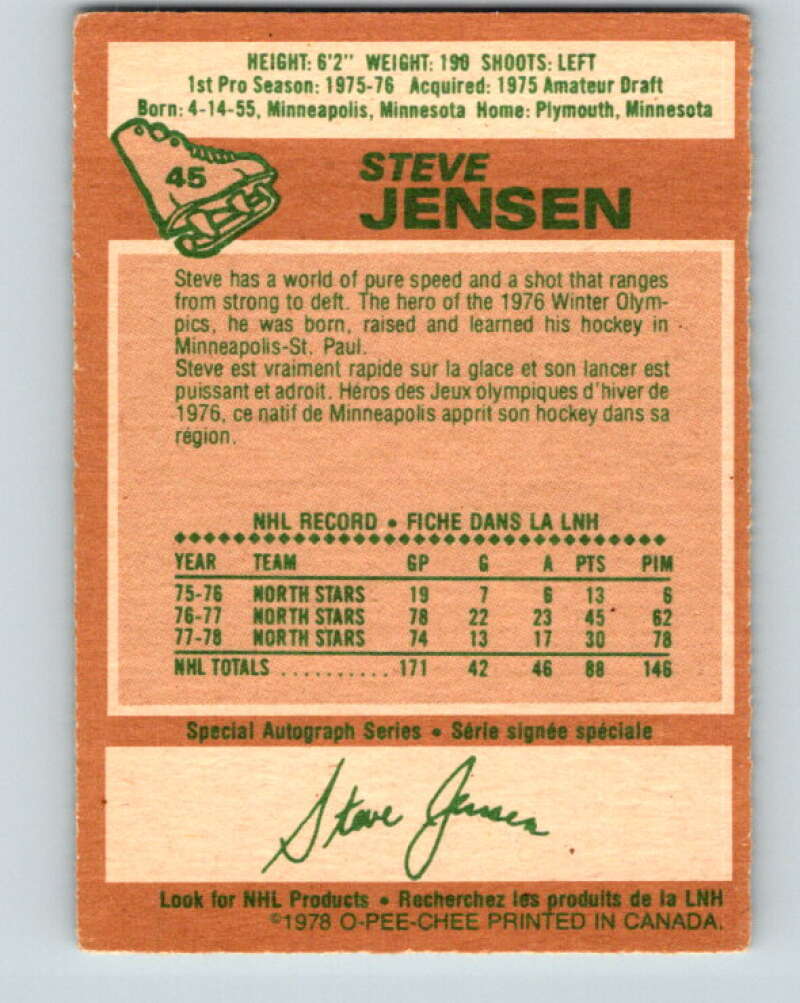 HEIGHT: 6'2" WEIGHT: 190 SHOOTS: LEFT
1st Pro Season: 1975-76 Acquired: 1975 Amateur Draft
Born: 4-14-55, Minneapolis, Minnesota Home: Plymouth, Minnesota
45
STEVE
JENSEN
Steve has a world of pure speed and a shot that ranges
from strong to deft. The hero of the 1976 Winter Olym-
pics, he was born, raised and learned his hockey in
Minneapolis-St. Paul.
Steve est vraiment rapide sur la glace et son lancer est
puissant et adroit. Héros des Jeux olympiques d'hiver de
1976, ce natif de Minneapolis apprit son hockey dans sa
région.
NHL RECORD • FICHE DANS LA LNH
YEAR TEAM GP G A PTS PIM
75-76 NORTH STARS 19 7 6 13 6
76-77 NORTH STARS 78 22 23 45 62
77-78 NORTH STARS 74 13 17 30 78
NHL TOTALS .......... 171 42 46 88 146
Special Autograph Series • Série signée spéciale
Steve Jensen
Look for NHL Products • Recherchez les produits de la LNH
©1978 O-PEE-CHEE PRINTED IN CANADA.